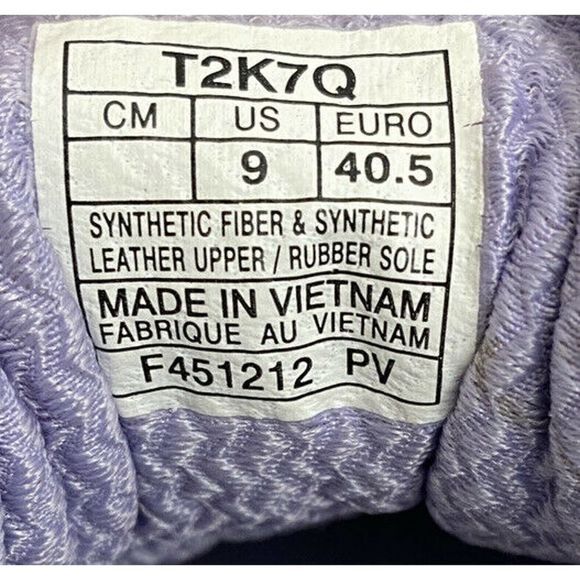 T2K7Q
CM US EURO
9 40.5
SYNTHETIC FIBER & SYNTHETIC
LEATHER UPPER / RUBBER SOLE
MADE IN VIETNAM
FABRIQUE AU VIETNAM
F451212 PV